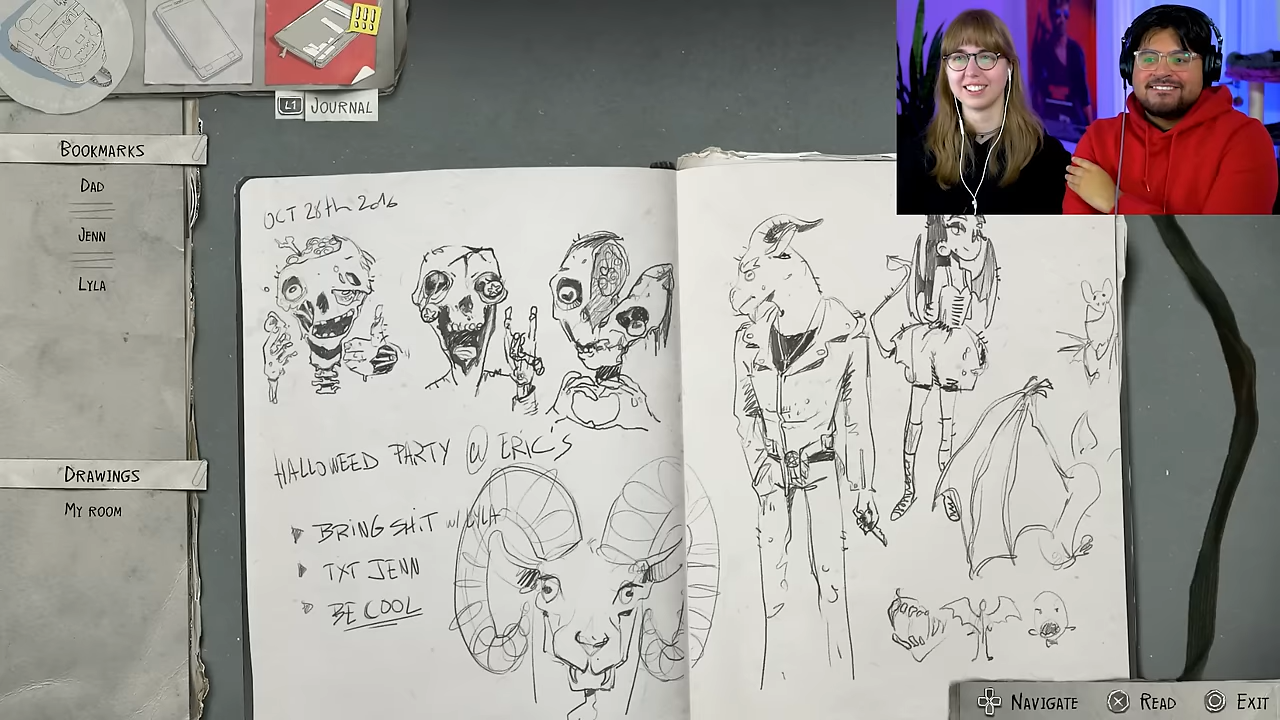 L1 JOURNAL
BOOKMARKS
DAD
JENN
LYLA
DRAWINGS
MY ROOM
OCT 28th 2016
HALLOWEED PARTY @ ERIC'S
BRING SHIT w/ LYLA
TXT JENN
BE COOL
NAVIGATE
READ
EXIT